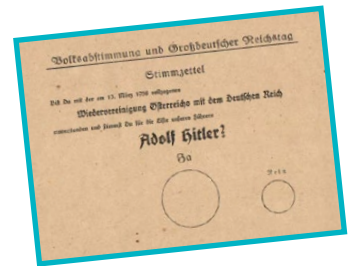 Volksabstimmung und Großdeutscher Reichstag
Stimmzettel
Bist Du mit der am 13. März 1938 vollzogenen
Wiedervereinigung Österreichs mit dem Deutschen Reich
einverstanden und stimmst Du für die Liste unseres Führers
Adolf Hitler?
Ja
Nein